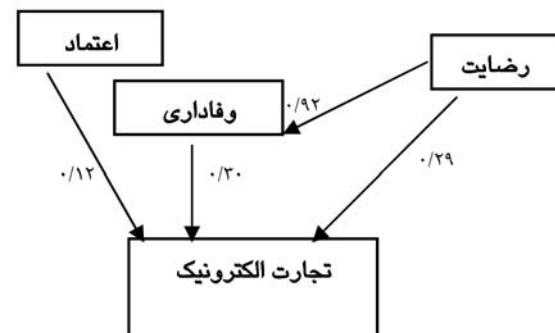 اعتماد
رضایت
وفاداری
۰/۹۲
۰/۱۲
۰/۳۰
۰/۲۹
تجارت الکترونیک